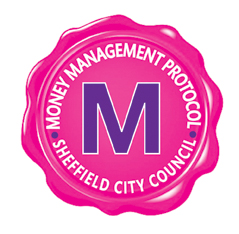 MONEY MANAGEMENT PROTOCOL
M
SHEFFIELD CITY COUNCIL